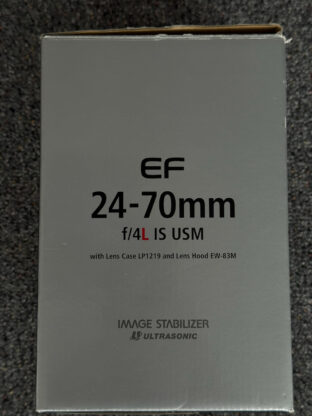 EF
24-70mm
f/4L IS USM
with Lens Case LP1219 and Lens Hood EW-83M
IMAGE STABILIZER
ULTRASONIC